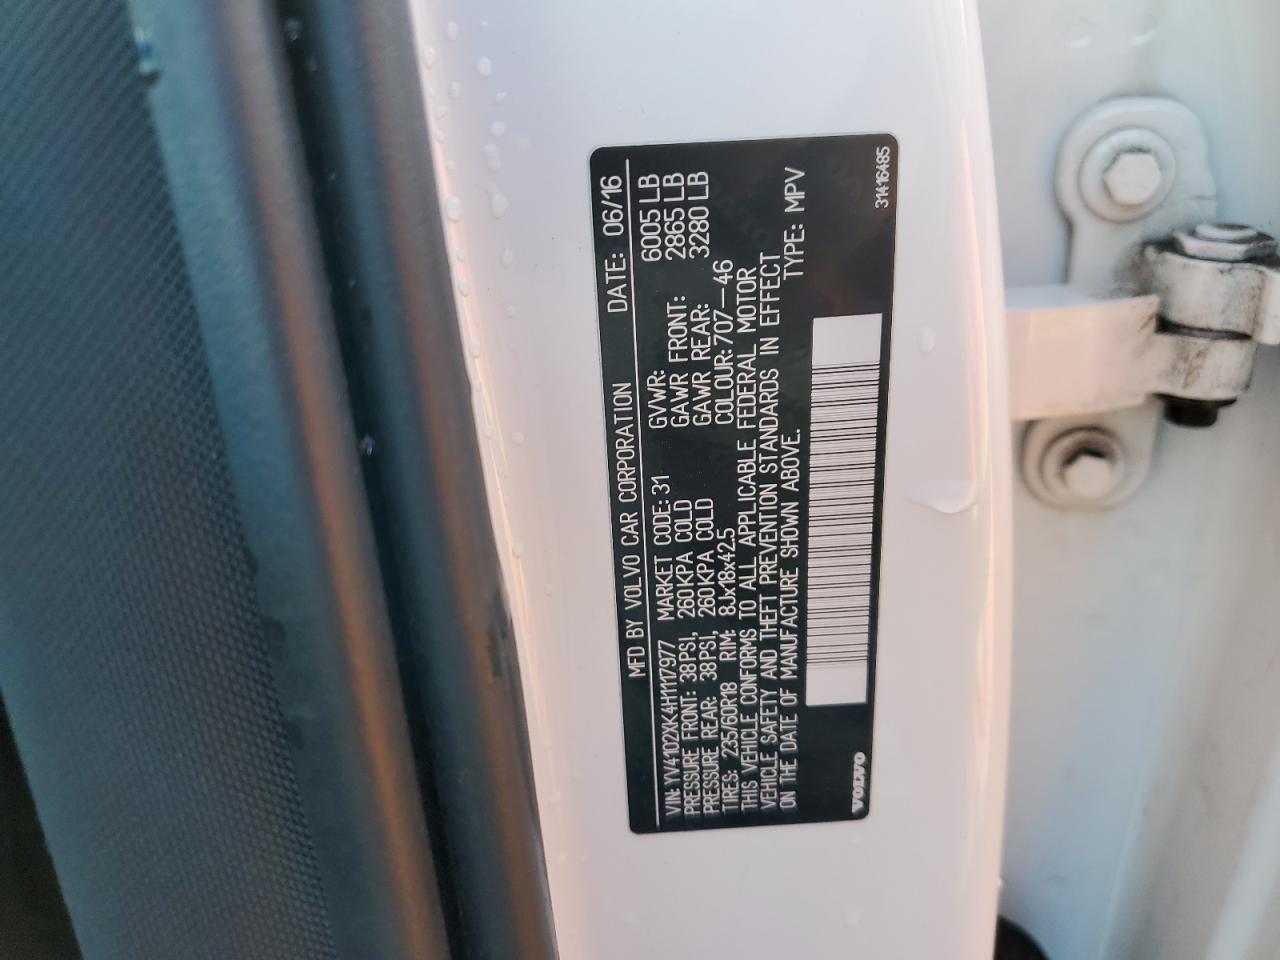 MFD BY VOLVO CAR CORPORATION DATE: 06/16
VIN: YV4102XK4H1117977 MARKET CODE: 31 GVWR: 6005 LB
PRESSURE FRONT: 38PSI, 260KPA COLD GAWR FRONT: 2865 LB
PRESSURE REAR: 38PSI, 260KPA COLD GAWR REAR: 3280 LB
TIRES: 235/60R18 RIM: 8Jx18x42.5 COLOUR: 707-46
THIS VEHICLE CONFORMS TO ALL APPLICABLE FEDERAL MOTOR
VEHICLE SAFETY AND THEFT PREVENTION STANDARDS IN EFFECT
ON THE DATE OF MANUFACTURE SHOWN ABOVE. TYPE: MPV
VOLVO
31416485